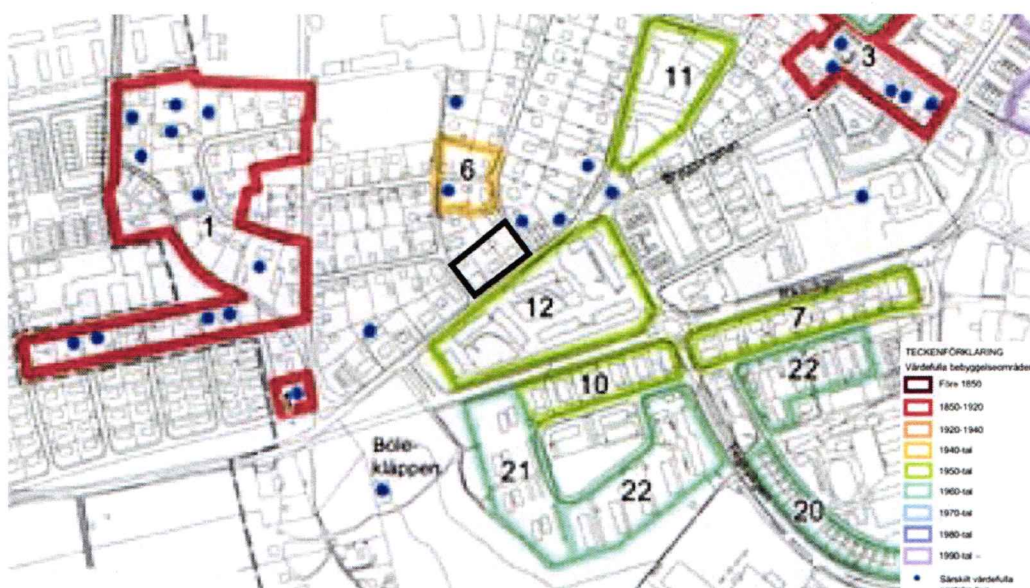 3
11
6
1
12
7
22
10
Böle-
kläppen
21
22
20
TECKENFÖRKLARING
Värdefulla bebyggelseområden
Före 1850
1850-1920
1920-1940
1940-tal
1950-tal
1960-tal
1970-tal
1980-tal
1990-tal –
Särskilt värdefulla